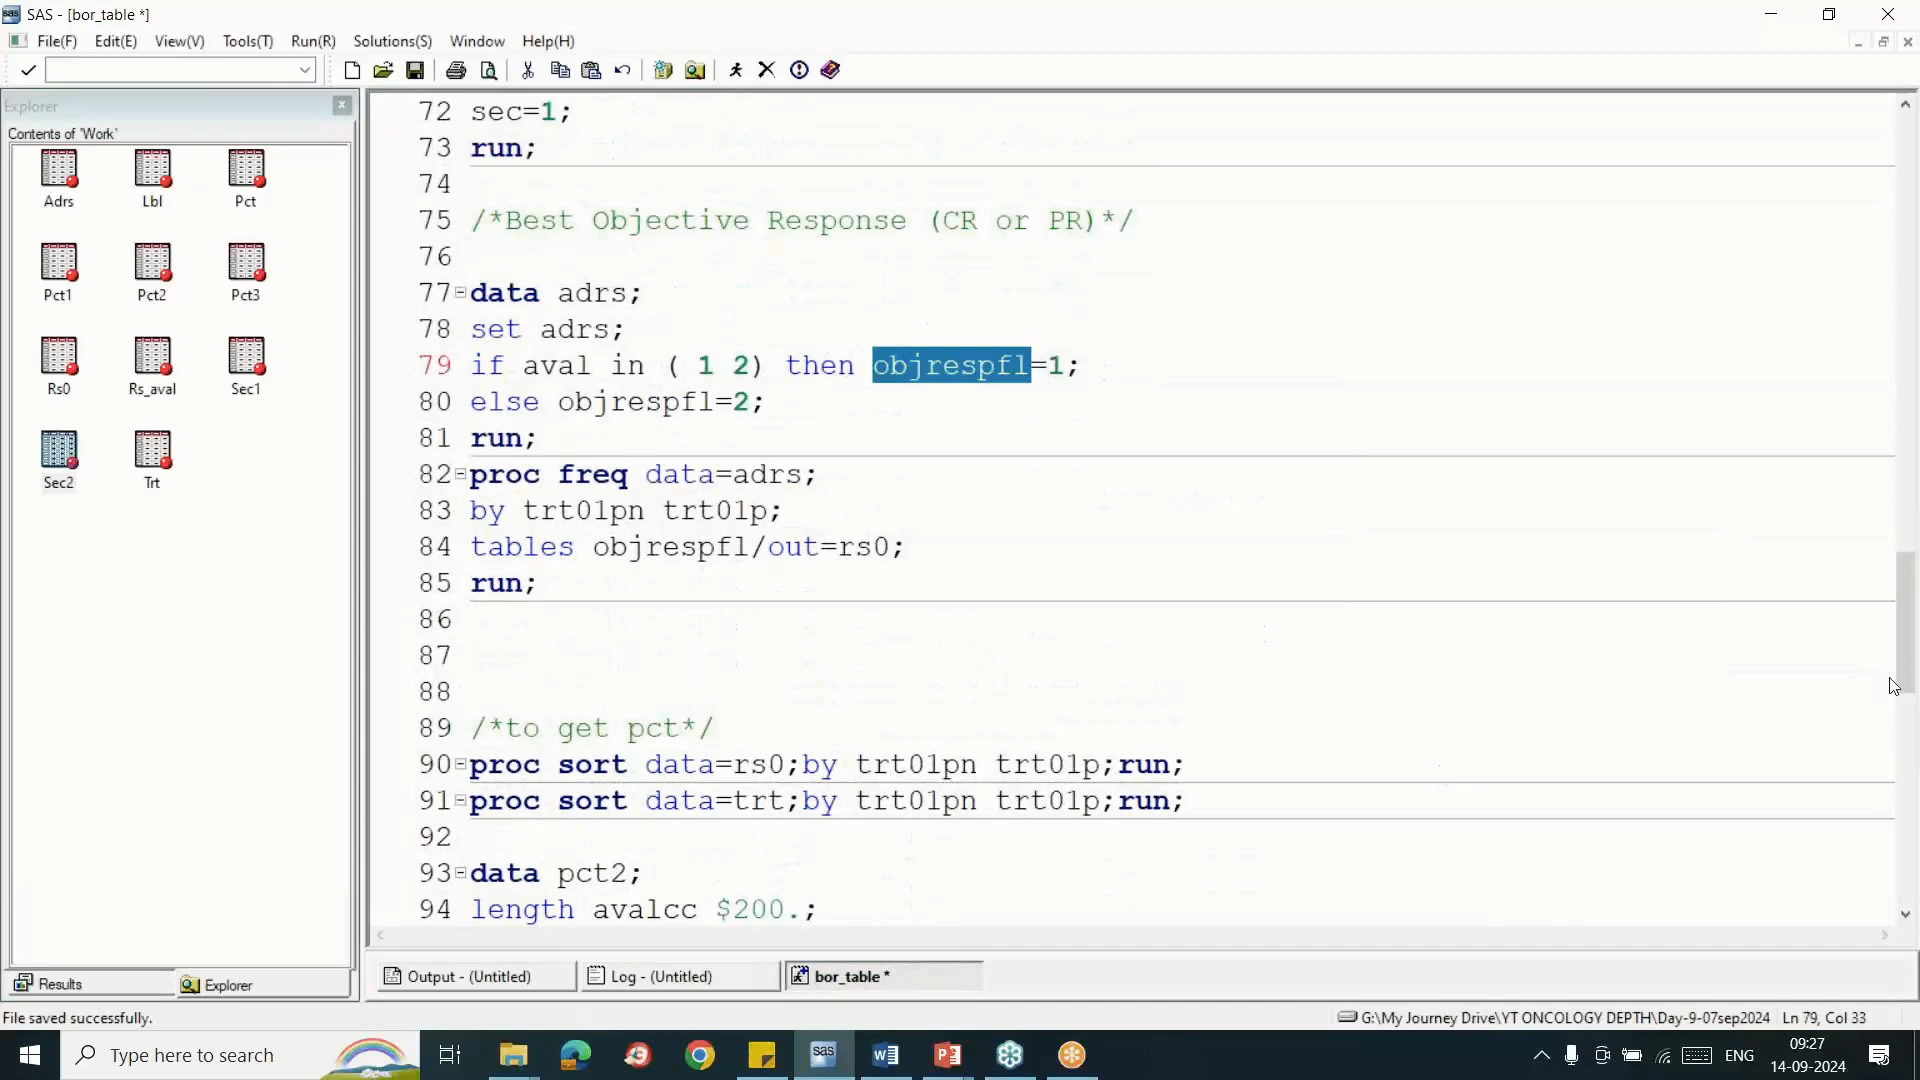 SAS - [bor_table *]
File(F) Edit(E) View(V) Tools(T) Run(R) Solutions(S) Window Help(H)
Explorer
Contents of 'Work'
Adrs Lbl Pct
Pct1 Pct2 Pct3
Rs0 Rs_aval Sec1
Sec2 Trt
72 sec=1;
73 run;
74
75 /*Best Objective Response (CR or PR)*/
76
77 data adrs;
78 set adrs;
79 if aval in ( 1 2) then objrespfl=1;
80 else objrespfl=2;
81 run;
82 proc freq data=adrs;
83 by trt01pn trt01p;
84 tables objrespfl/out=rs0;
85 run;
86
87
88
89 /*to get pct*/
90 proc sort data=rs0;by trt01pn trt01p;run;
91 proc sort data=trt;by trt01pn trt01p;run;
92
93 data pct2;
94 length avalcc $200.;
Results Explorer
Output - (Untitled) Log - (Untitled) bor_table *
File saved successfully.
G:\My Journey Drive\YT ONCOLOGY DEPTH\Day-9-07sep2024 Ln 79, Col 33
Type here to search
sas
ENG
09:27
14-09-2024